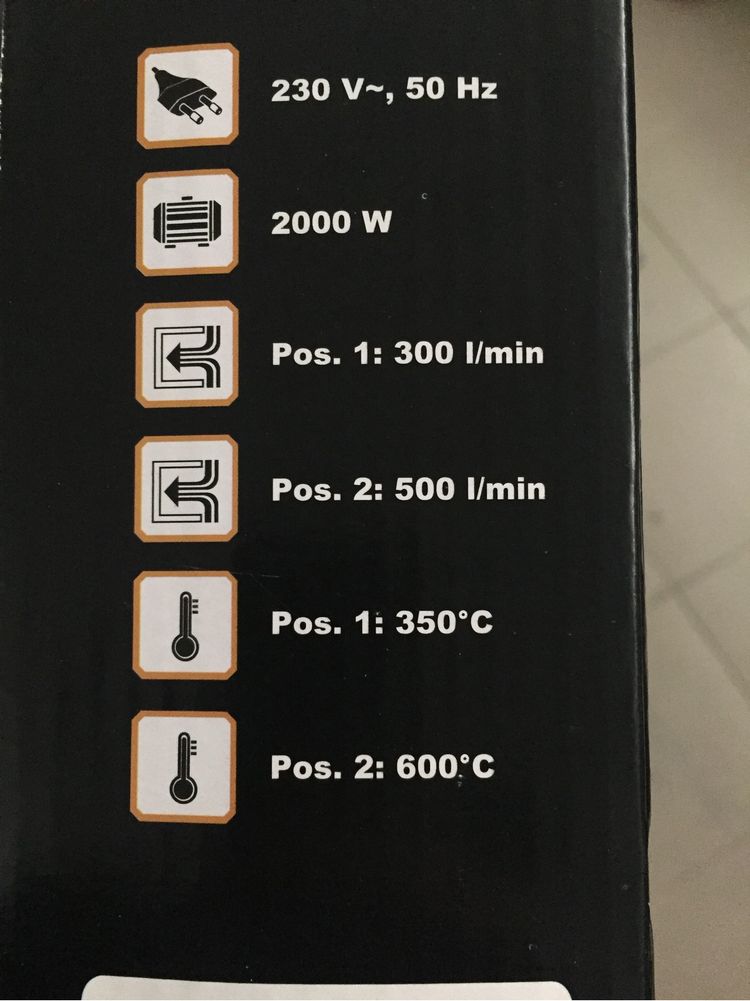 230 V~, 50 Hz
2000 W
Pos. 1: 300 l/min
Pos. 2: 500 l/min
Pos. 1: 350°C
Pos. 2: 600°C